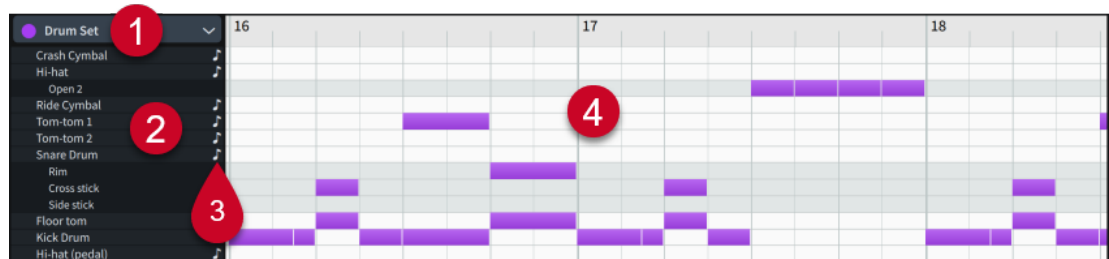 Drum Set
1
16
17
18
Crash Cymbal
Hi-hat
Open 2
Ride Cymbal
Tom-tom 1
Tom-tom 2
Snare Drum
Rim
Cross stick
Side stick
Floor tom
Kick Drum
Hi-hat (pedal)
2
3
4